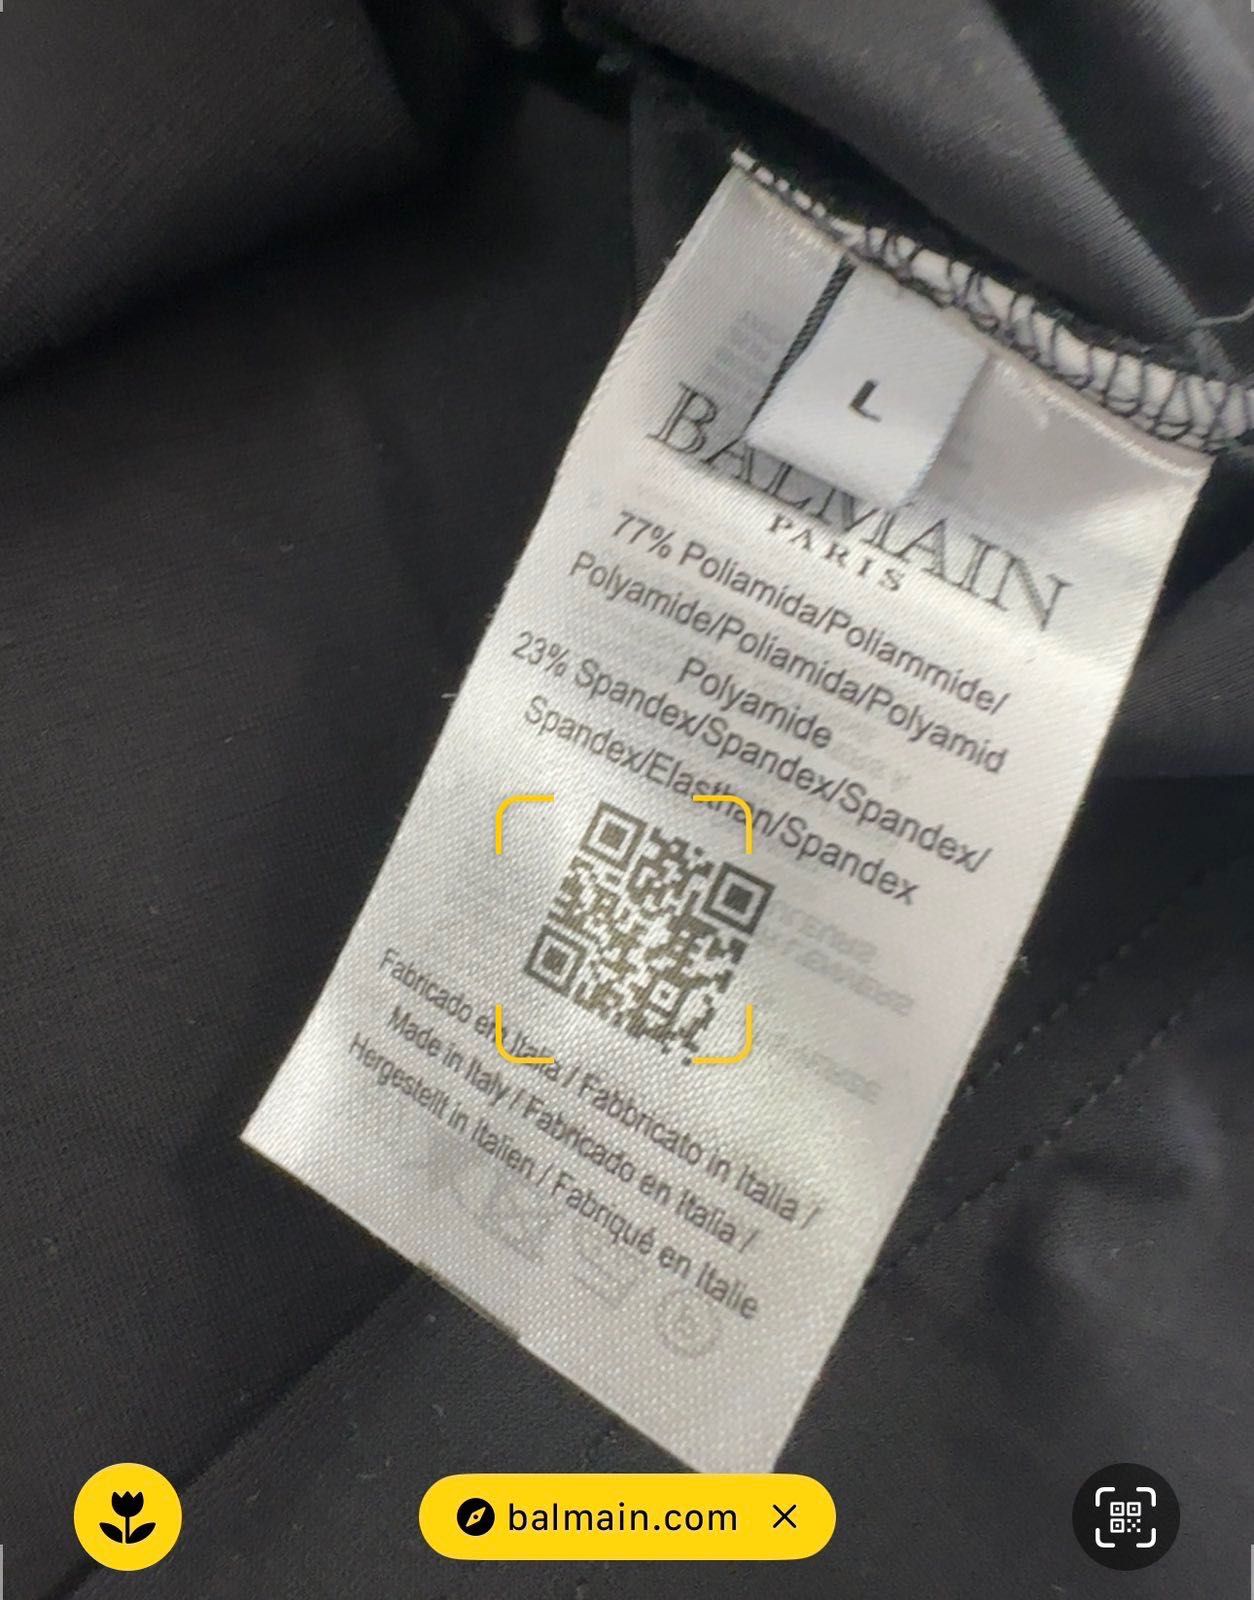 L
BALMAIN
PARIS
77% Poliamida/Poliammide/
Polyamide/Poliamida/Polyamid
Polyamide
23% Spandex/Spandex/Spandex/
Spandex/Elasthan/Spandex
Fabricado em Italia / Fabbricato in Italia /
Made in Italy / Fabricado en Italia /
Hergestellt in Italien / Fabriqué en Italie
balmain.com